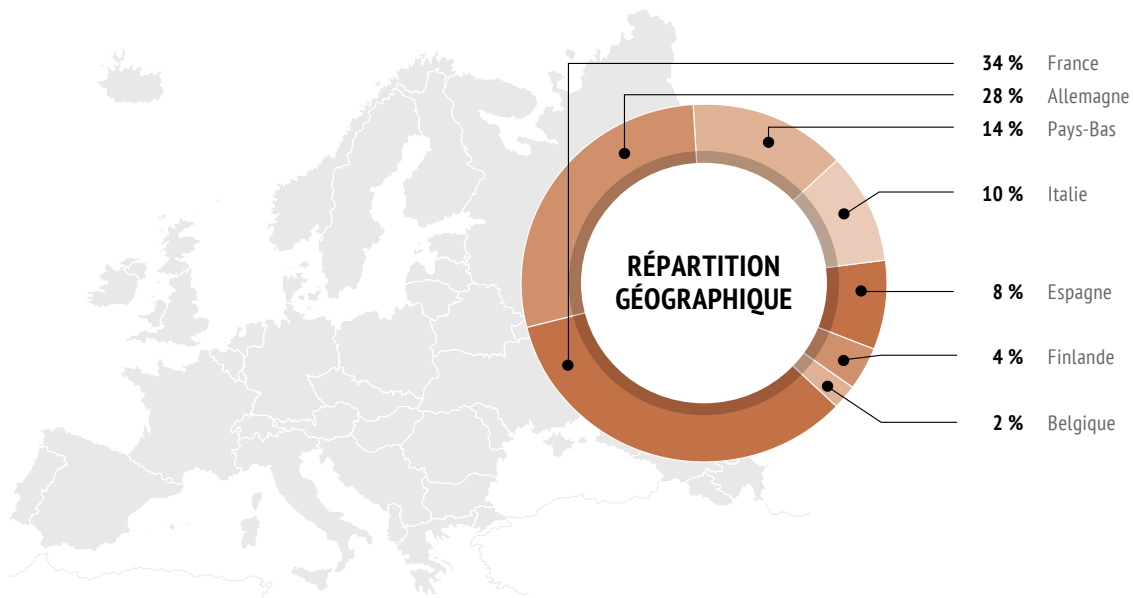 34 % France
28 % Allemagne
14 % Pays-Bas
10 % Italie
RÉPARTITION
GÉOGRAPHIQUE
8 % Espagne
4 % Finlande
2 % Belgique